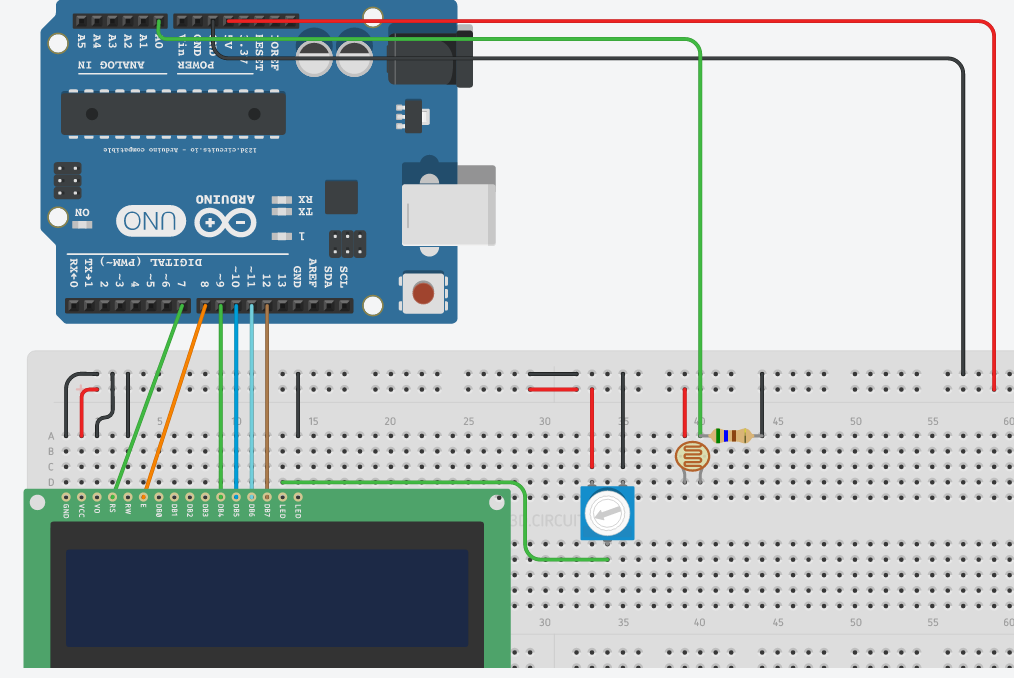 A5 A4 A3 A2 A1 A0 Vin GND 5V 3.3V RESET IOREF
ANALOG IN POWER
123d.circuits.io - Arduino compatible
ARDUINO RX
TX
ON
UNO
1
DIGITAL (PWM~)
RX←0 TX→1 2 ~3 4 ~5 ~6 7 8 ~9 ~10 ~11 12 13 GND AREF SDA SCL
5 10 15 20 25 30 35 40 45 50 55 60
A
B
C
D
GND VCC VO RS RW E DB0 DB1 DB2 DB3 DB4 DB5 DB6 DB7 LED LED
3D.CIRCUI
30 35 40 45 50 55 60